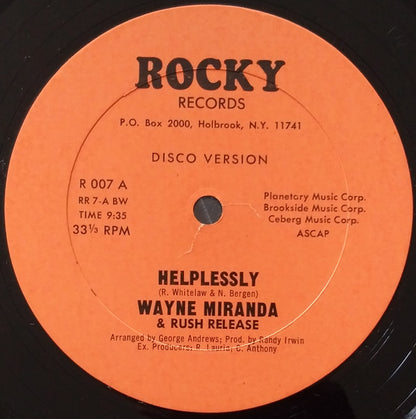 ROCKY
RECORDS
P.O. Box 2000, Holbrook, N.Y. 11741
DISCO VERSION
R 007 A
RR 7-A BW
TIME 9:35
33⅓ RPM
Planetary Music Corp.
Brookside Music Corp.
Ceberg Music Corp.
ASCAP
HELPLESSLY
(R. Whitelaw & N. Bergen)
WAYNE MIRANDA
& RUSH RELEASE
Arranged by George Andrews; Prod. by Randy Irwin
Ex. Producers; R. Laurie, C. Anthony